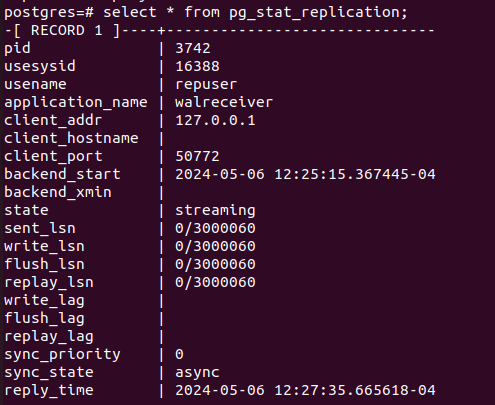 postgres=# select * from pg_stat_replication;
-[ RECORD 1 ]----+------------------------------
pid              | 3742
usesysid         | 16388
usename          | repuser
application_name | walreceiver
client_addr      | 127.0.0.1
client_hostname  |
client_port      | 50772
backend_start    | 2024-05-06 12:25:15.367445-04
backend_xmin     |
state            | streaming
sent_lsn         | 0/3000060
write_lsn        | 0/3000060
flush_lsn        | 0/3000060
replay_lsn       | 0/3000060
write_lag        |
flush_lag        |
replay_lag       |
sync_priority    | 0
sync_state       | async
reply_time       | 2024-05-06 12:27:35.665618-04